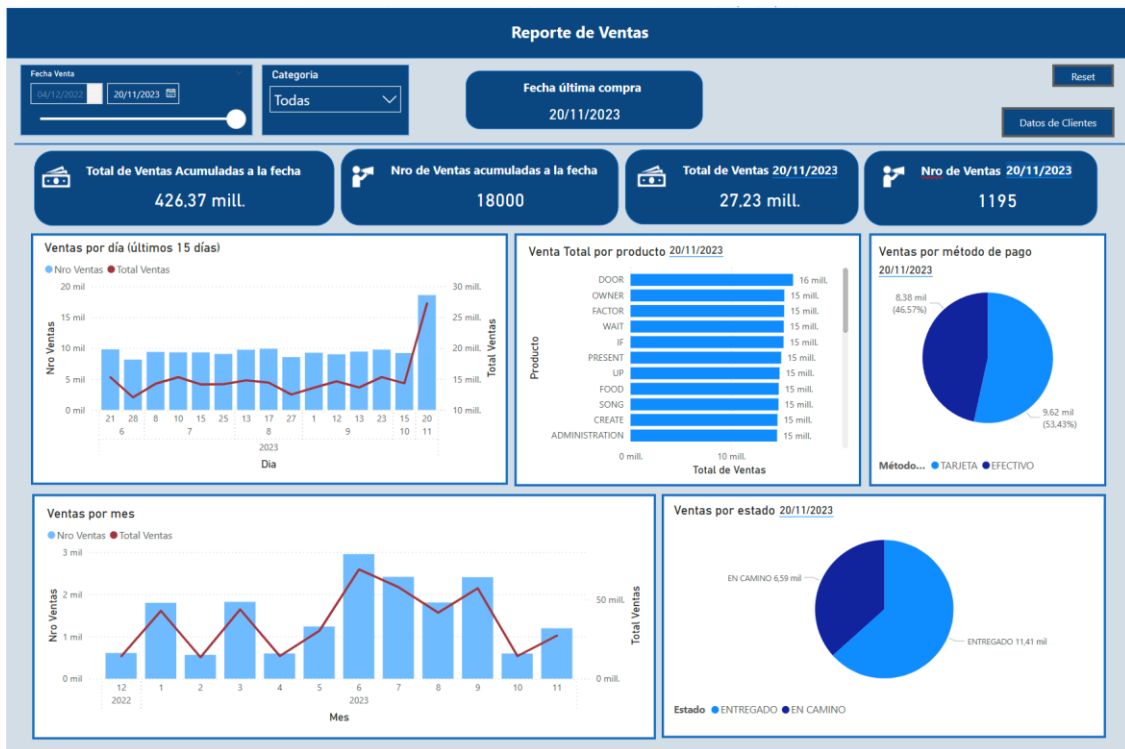 Reporte de Ventas
Fecha Venta
04/12/2022
20/11/2023
Categoria
Todas
Fecha última compra
20/11/2023
Reset
Datos de Clientes
Total de Ventas Acumuladas a la fecha
426,37 mill.
Nro de Ventas acumuladas a la fecha
18000
Total de Ventas 20/11/2023
27,23 mill.
Nro de Ventas 20/11/2023
1195
Ventas por día (últimos 15 días)
Nro Ventas Total Ventas
20 mil
15 mil
10 mil
5 mil
0 mil
Nro Ventas
30 mill.
25 mill.
20 mill.
15 mill.
10 mill.
Total Ventas
21 28 8 10 15 25 13 17 27 1 12 13 23 15 20
6 7 8 9 10 11
2023
Dia
Venta Total por producto 20/11/2023
Producto
DOOR 16 mill.
OWNER 15 mill.
FACTOR 15 mill.
WAIT 15 mill.
IF 15 mill.
PRESENT 15 mill.
UP 15 mill.
FOOD 15 mill.
SONG 15 mill.
CREATE 15 mill.
ADMINISTRATION 15 mill.
0 mill. 10 mill.
Total de Ventas
Ventas por método de pago
20/11/2023
8,38 mil
(46,57%)
9,62 mil
(53,43%)
Método... TARJETA EFECTIVO
Ventas por mes
Nro Ventas Total Ventas
3 mil
2 mil
1 mil
0 mil
Nro Ventas
50 mill.
0 mill.
Total Ventas
12 1 2 3 4 5 6 7 8 9 10 11
2022 2023
Mes
Ventas por estado 20/11/2023
EN CAMINO 6,59 mil
ENTREGADO 11,41 mil
Estado ENTREGADO EN CAMINO